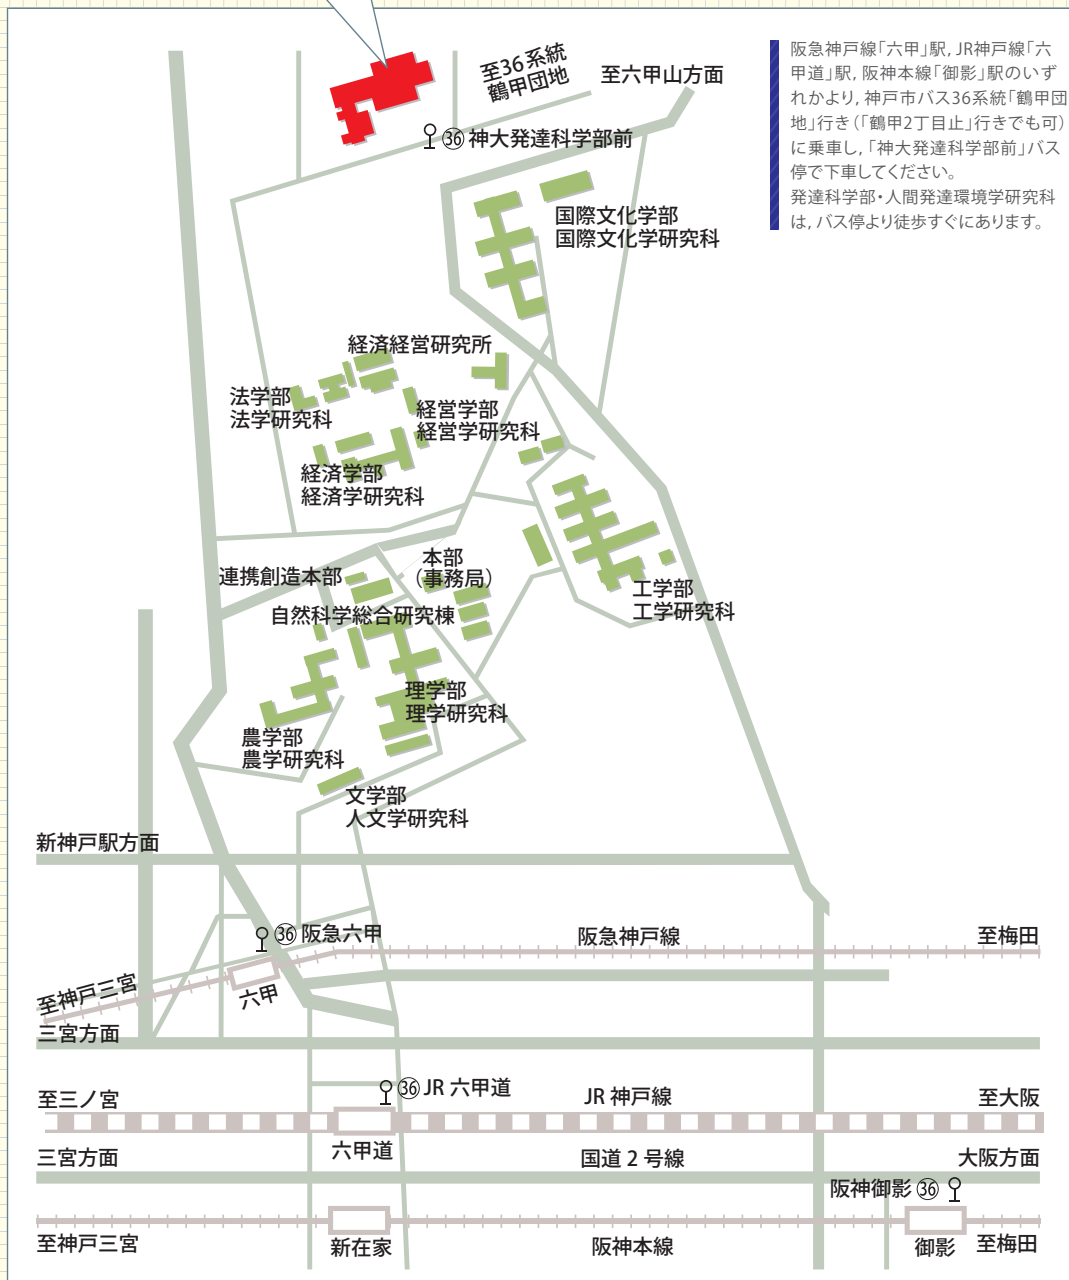 阪急神戸線「六甲」駅, JR神戸線「六
甲道」駅, 阪神本線「御影」駅のいず
れかより, 神戸市バス36系統「鶴甲団
地」行き（「鶴甲2丁目止」行きでも可）
に乗車し, 「神大発達科学部前」バス
停で下車してください。
発達科学部・人間発達環境学研究科
は, バス停より徒歩すぐにあります。
至36系統
鶴甲団地
至六甲山方面
㊱ 神大発達科学部前
国際文化学部
国際文化学研究科
経済経営研究所
法学部
法学研究科
経営学部
経営学研究科
経済学部
経済学研究科
本部
（事務局）
連携創造本部
工学部
工学研究科
自然科学総合研究棟
理学部
理学研究科
農学部
農学研究科
文学部
人文学研究科
新神戸駅方面
㊱ 阪急六甲
阪急神戸線
至梅田
至神戸三宮
六甲
三宮方面
㊱ JR 六甲道
至三ノ宮
JR 神戸線
至大阪
六甲道
三宮方面
国道 2 号線
大阪方面
阪神御影 ㊱
至神戸三宮
新在家
阪神本線
御影
至梅田